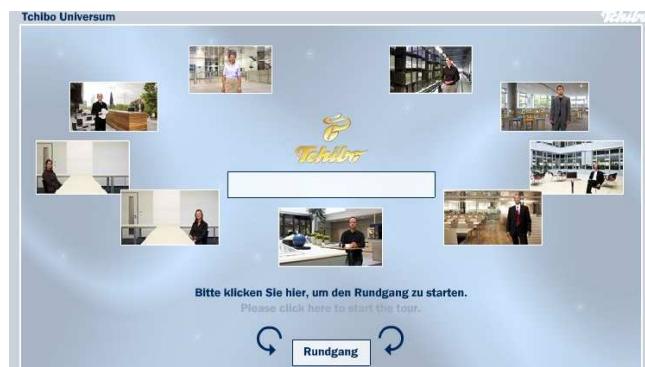 Tchibo Universum
Tchibo
Tchibo
Bitte klicken Sie hier, um den Rundgang zu starten.
Please click here to start the tour.
Rundgang